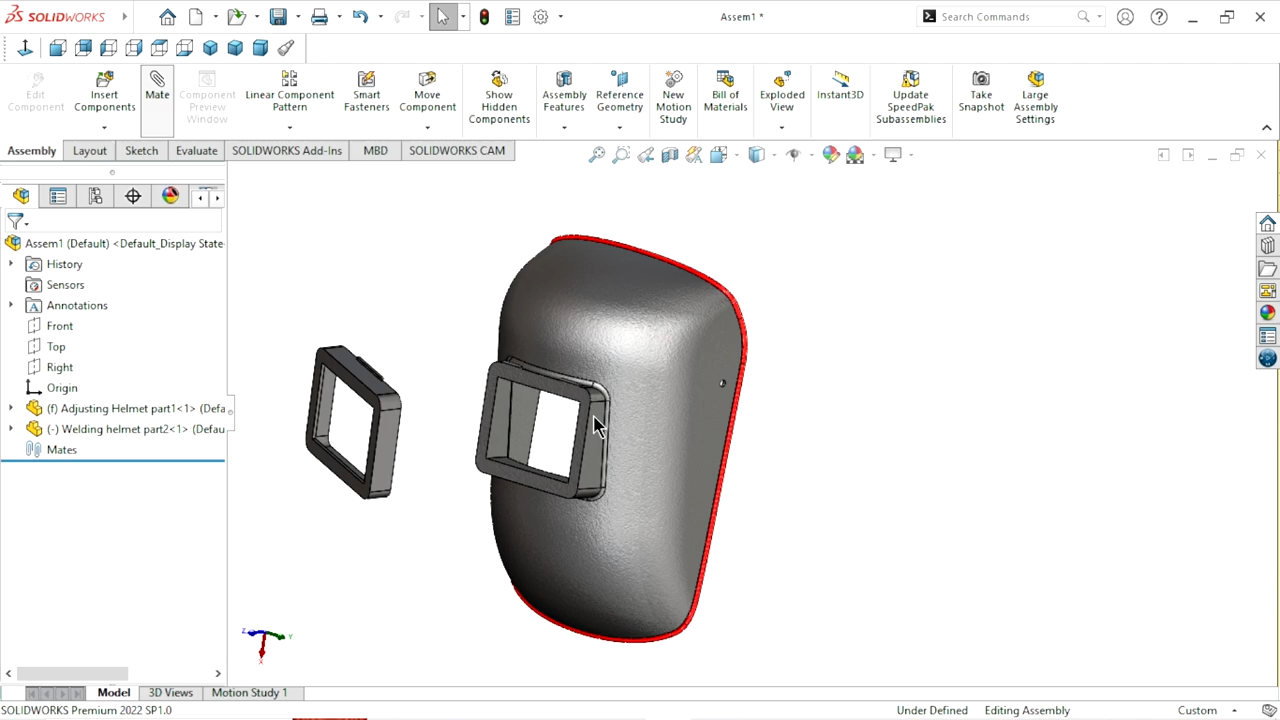 SOLIDWORKS
Assem1 *
Search Commands
Edit
Component
Insert
Components
Mate
Component
Preview
Window
Linear Component
Pattern
Smart
Fasteners
Move
Component
Show
Hidden
Components
Assembly
Features
Reference
Geometry
New
Motion
Study
Bill of
Materials
Exploded
View
Instant3D
Update
SpeedPak
Subassemblies
Take
Snapshot
Large
Assembly
Settings
Assembly Layout Sketch Evaluate SOLIDWORKS Add-Ins MBD SOLIDWORKS CAM
Assem1 (Default) <Default_Display State
History
Sensors
Annotations
Front
Top
Right
Origin
(f) Adjusting Helmet part1<1> (Defa
(-) Welding helmet part2<1> (Defau
Mates
Model 3D Views Motion Study 1
SOLIDWORKS Premium 2022 SP1.0
Under Defined Editing Assembly Custom